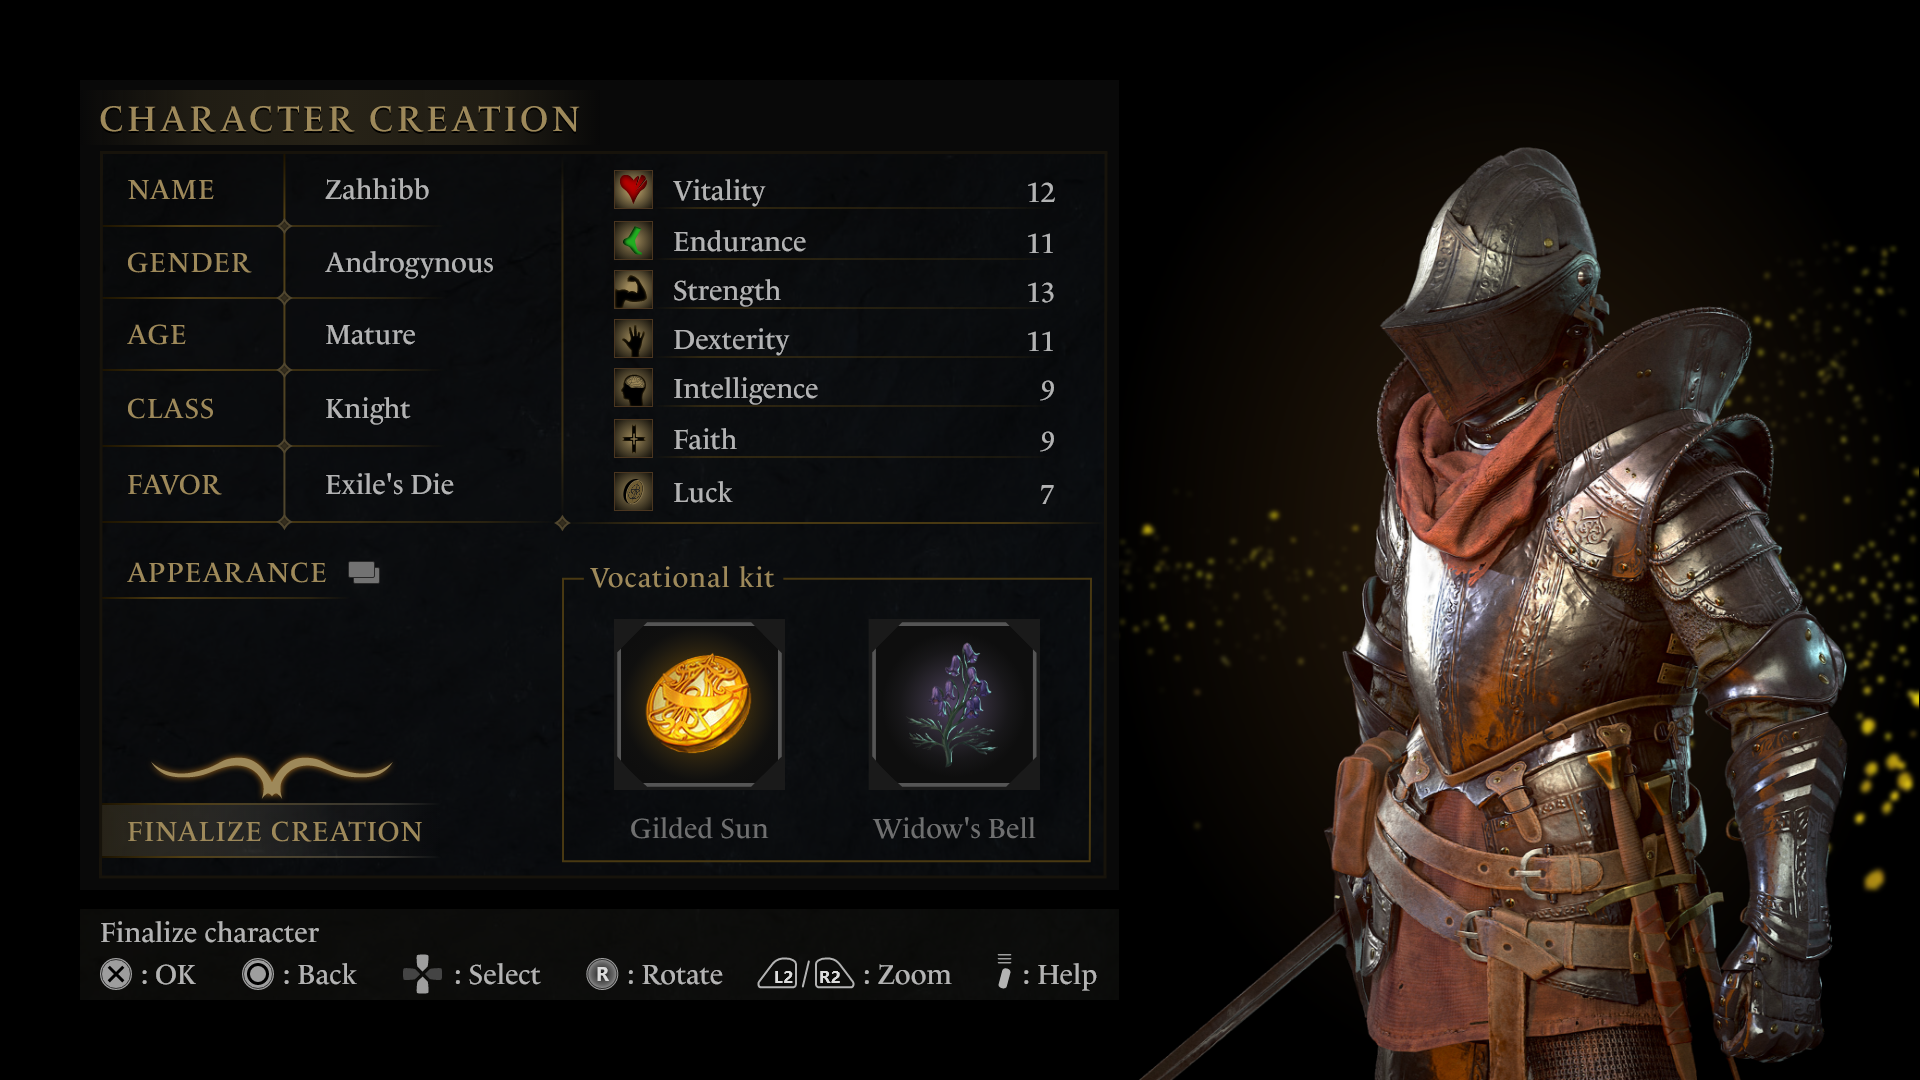 CHARACTER CREATION
NAME Zahhibb
GENDER Androgynous
AGE Mature
CLASS Knight
FAVOR Exile's Die
APPEARANCE
FINALIZE CREATION
Vitality 12
Endurance 11
Strength 13
Dexterity 11
Intelligence 9
Faith 9
Luck 7
Vocational kit
Gilded Sun
Widow's Bell
Finalize character
: OK : Back : Select R : Rotate L2 / R2 : Zoom : Help